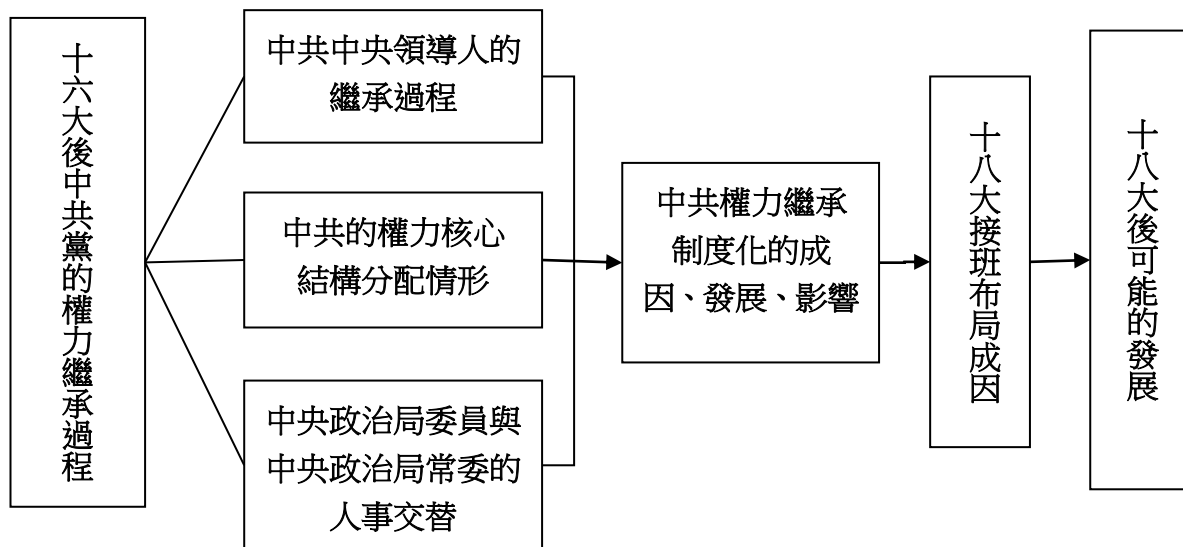 十六大後中共黨的權力繼承過程
中共中央領導人的
繼承過程
中共的權力核心
結構分配情形
中央政治局委員與
中央政治局常委的
人事交替
中共權力繼承
制度化的成
因、發展、影響
十八大接班布局成因
十八大後可能的發展